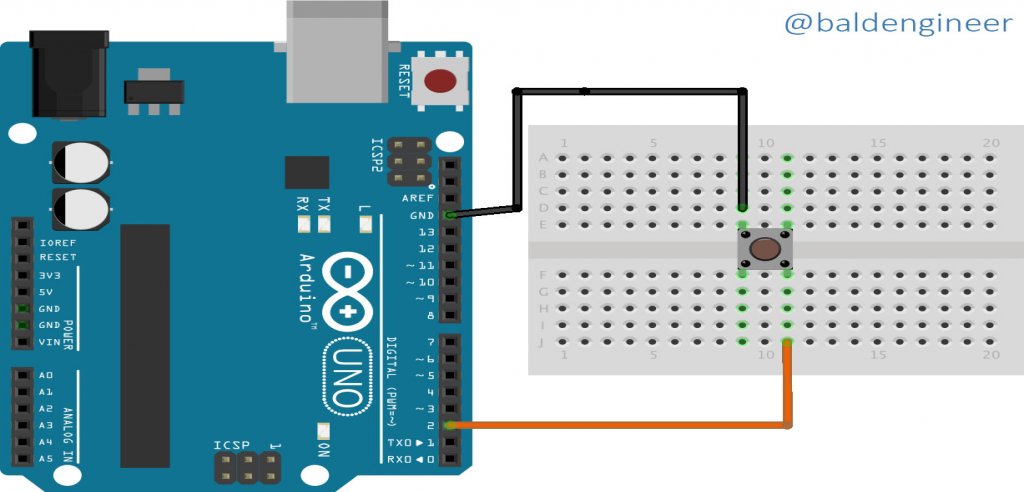 @baldengineer
RESET
ICSP2
AREF
GND
13
12
~11
~10
~9
8
7
~6
~5
4
~3
2
TX0▶1
RX0◀0
DIGITAL (PWM=~)
L
TX
RX
Arduino™
UNO
ON
ICSP
1
IOREF
RESET
3V3
5V
GND
GND
VIN
POWER
A0
A1
A2
A3
A4
A5
ANALOG IN
1 5 10 15 20
A
B
C
D
E
F
G
H
I
J
1 5 10 15 20